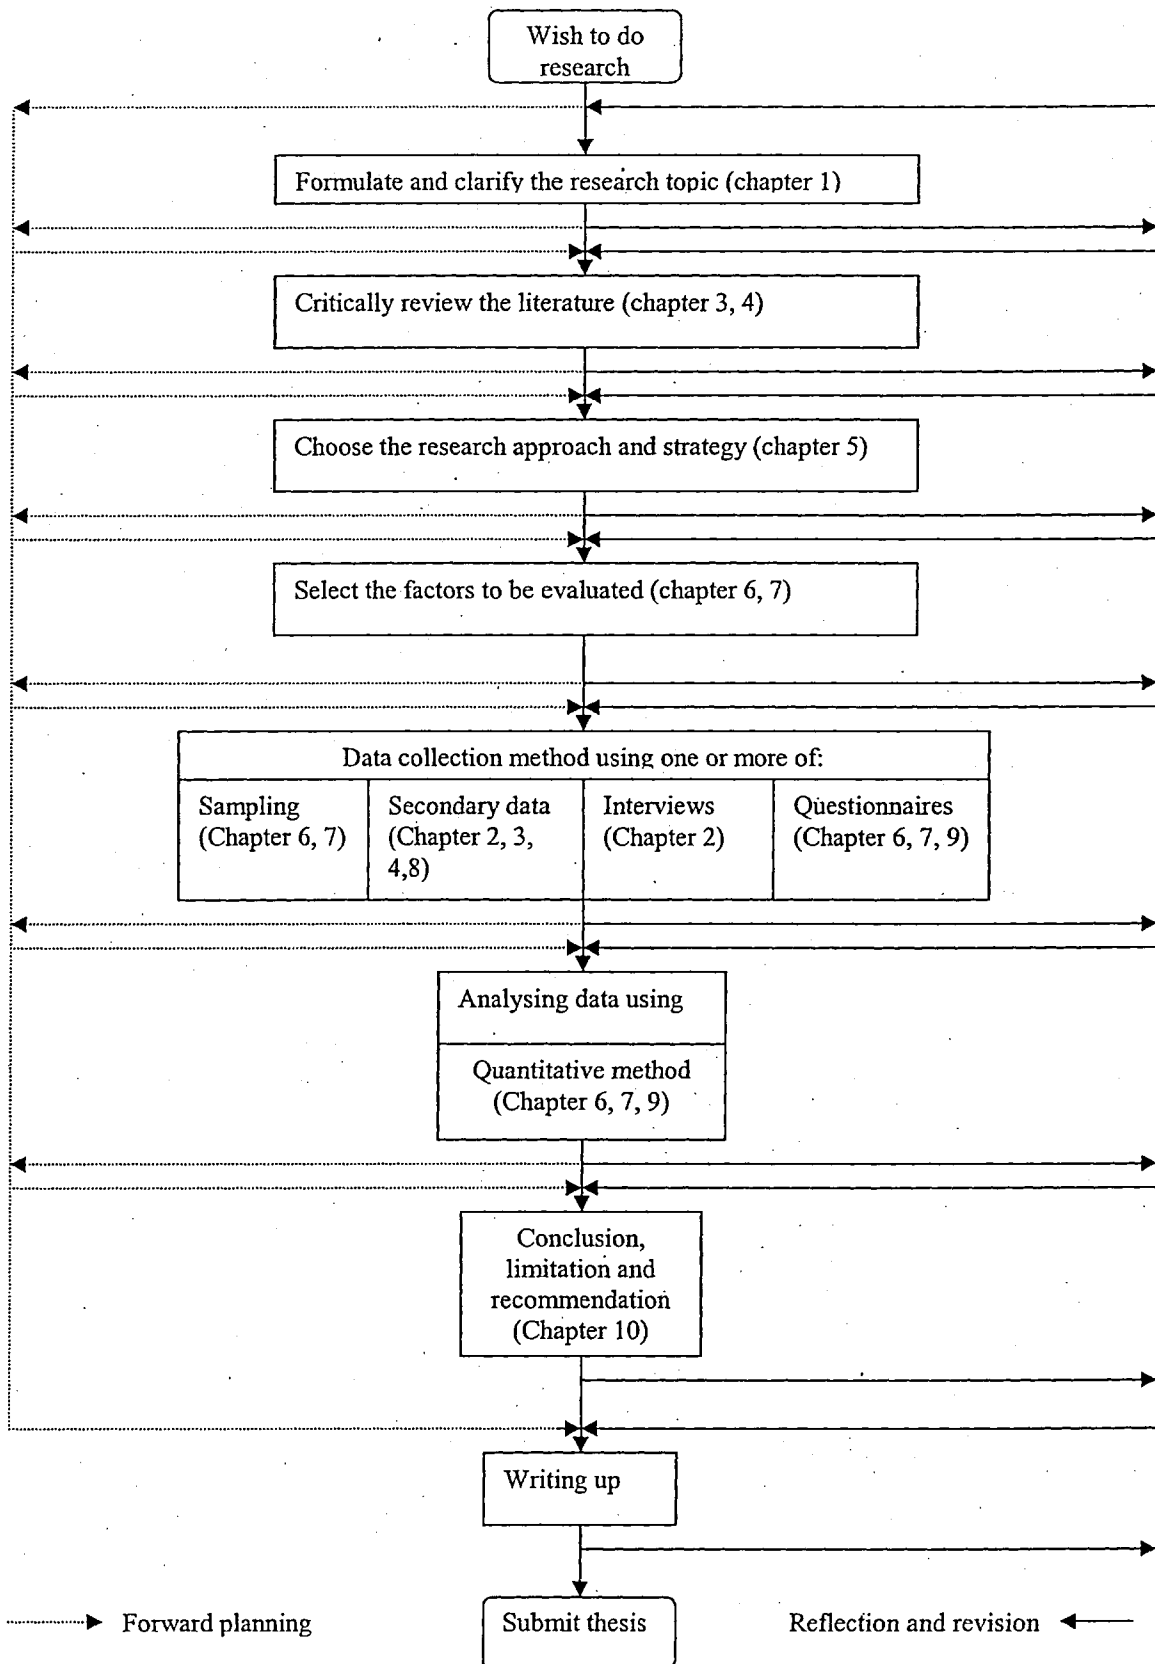 Wish to do
research
Formulate and clarify the research topic (chapter 1)
Critically review the literature (chapter 3, 4)
Choose the research approach and strategy (chapter 5)
Select the factors to be evaluated (chapter 6, 7)
Data collection method using one or more of:
Sampling
(Chapter 6, 7)
Secondary data
(Chapter 2, 3,
4,8)
Interviews
(Chapter 2)
Questionnaires
(Chapter 6, 7, 9)
Analysing data using
Quantitative method
(Chapter 6, 7, 9)
Conclusion,
limitation and
recommendation
(Chapter 10)
Writing up
Forward planning
Submit thesis
Reflection and revision